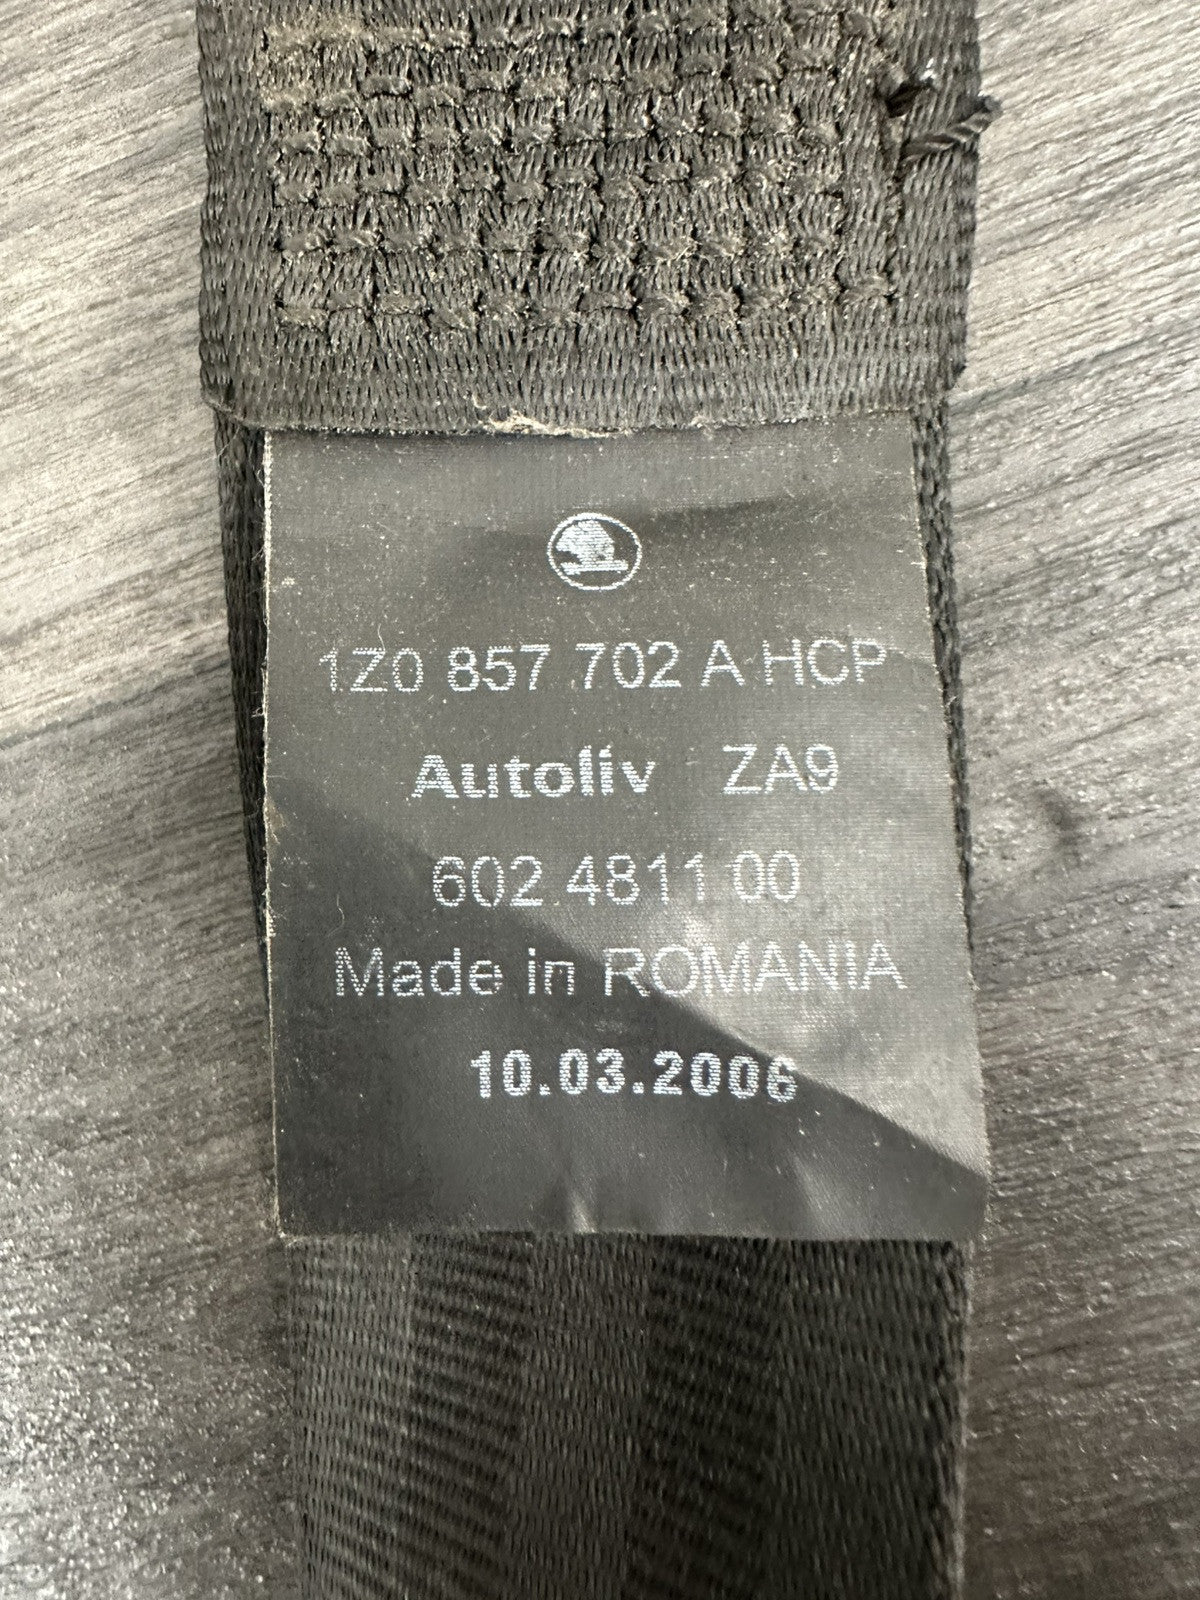 1Z0 857 702 A HCP
Autoliv ZA9
602 4811 00
Made in ROMANIA
10.03.2006